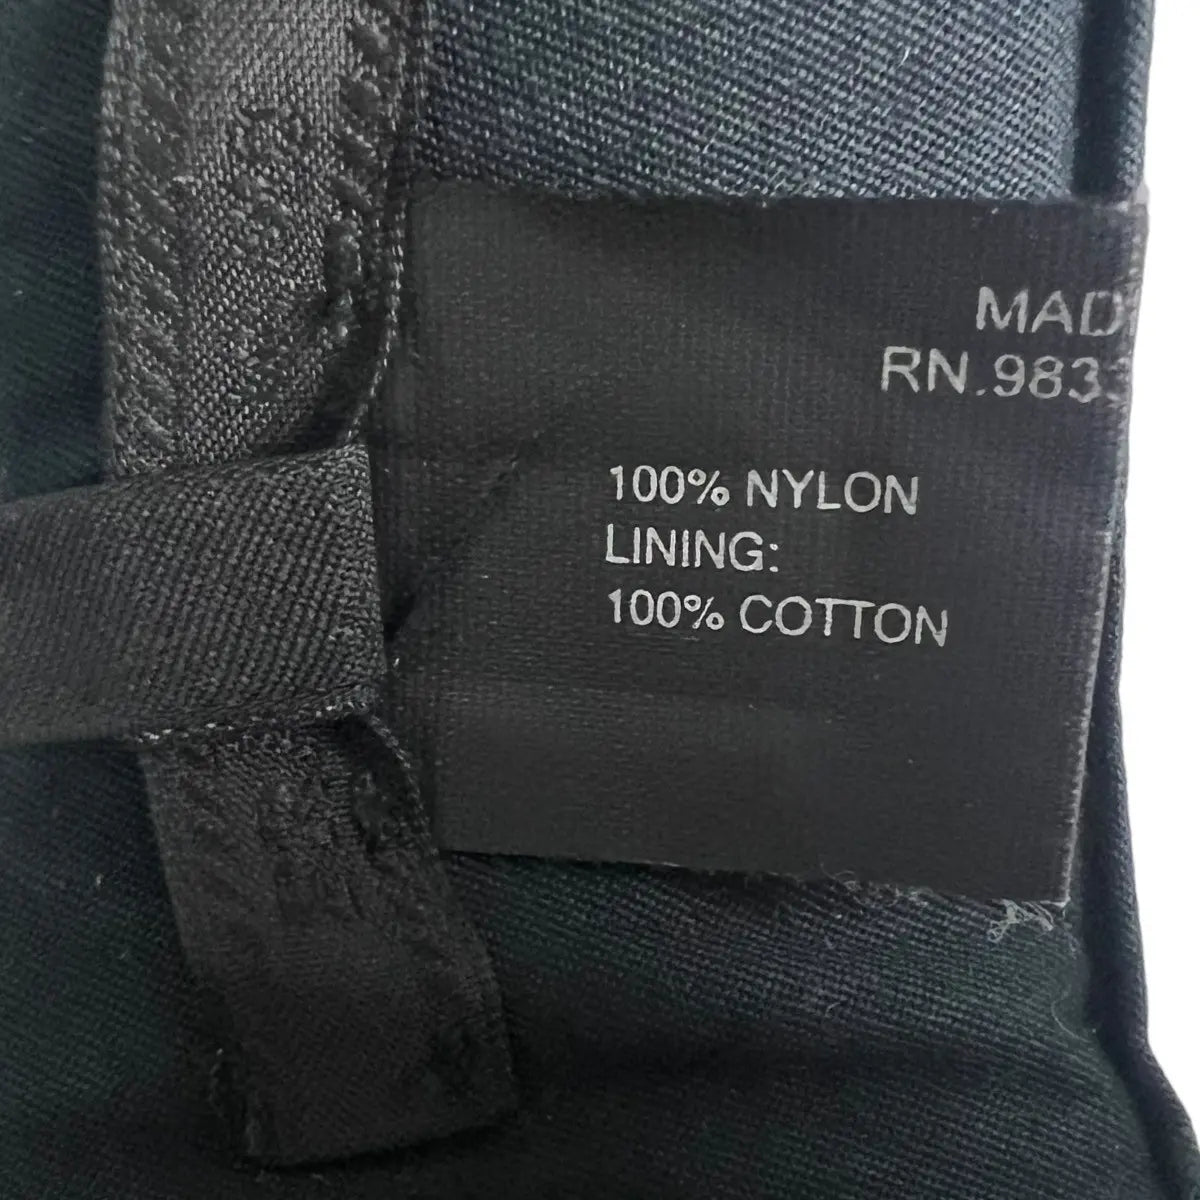 MAD
RN.983
100% NYLON
LINING:
100% COTTON